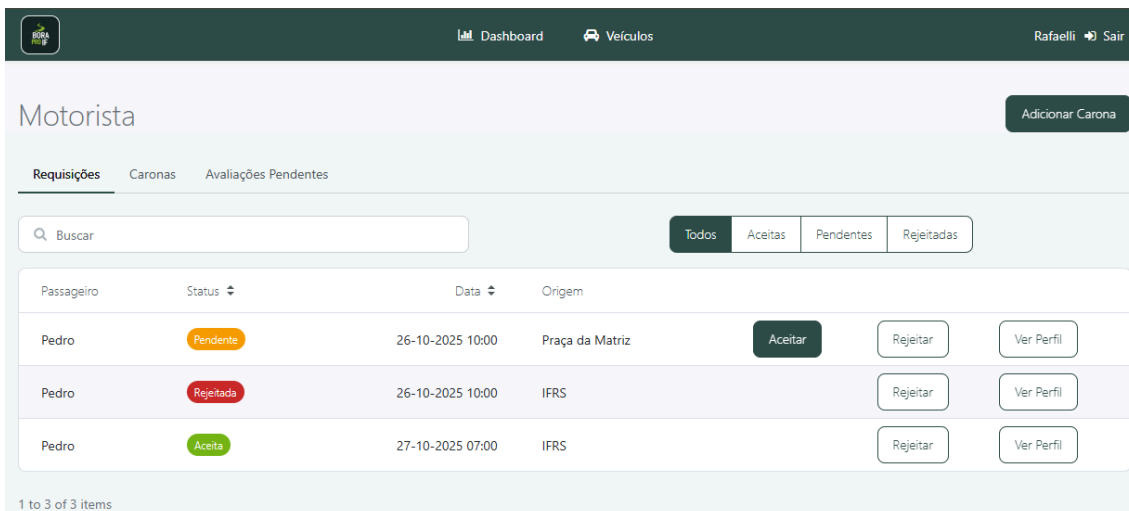 BORA
PRO IF
Dashboard
Veículos
Rafaelli
Sair
Motorista
Adicionar Carona
Requisições
Caronas
Avaliações Pendentes
Buscar
Todos
Aceitas
Pendentes
Rejeitadas
Passageiro Status Data Origem
Pedro Pendente 26-10-2025 10:00 Praça da Matriz Aceitar Rejeitar Ver Perfil
Pedro Rejeitada 26-10-2025 10:00 IFRS Rejeitar Ver Perfil
Pedro Aceita 27-10-2025 07:00 IFRS Rejeitar Ver Perfil
1 to 3 of 3 items